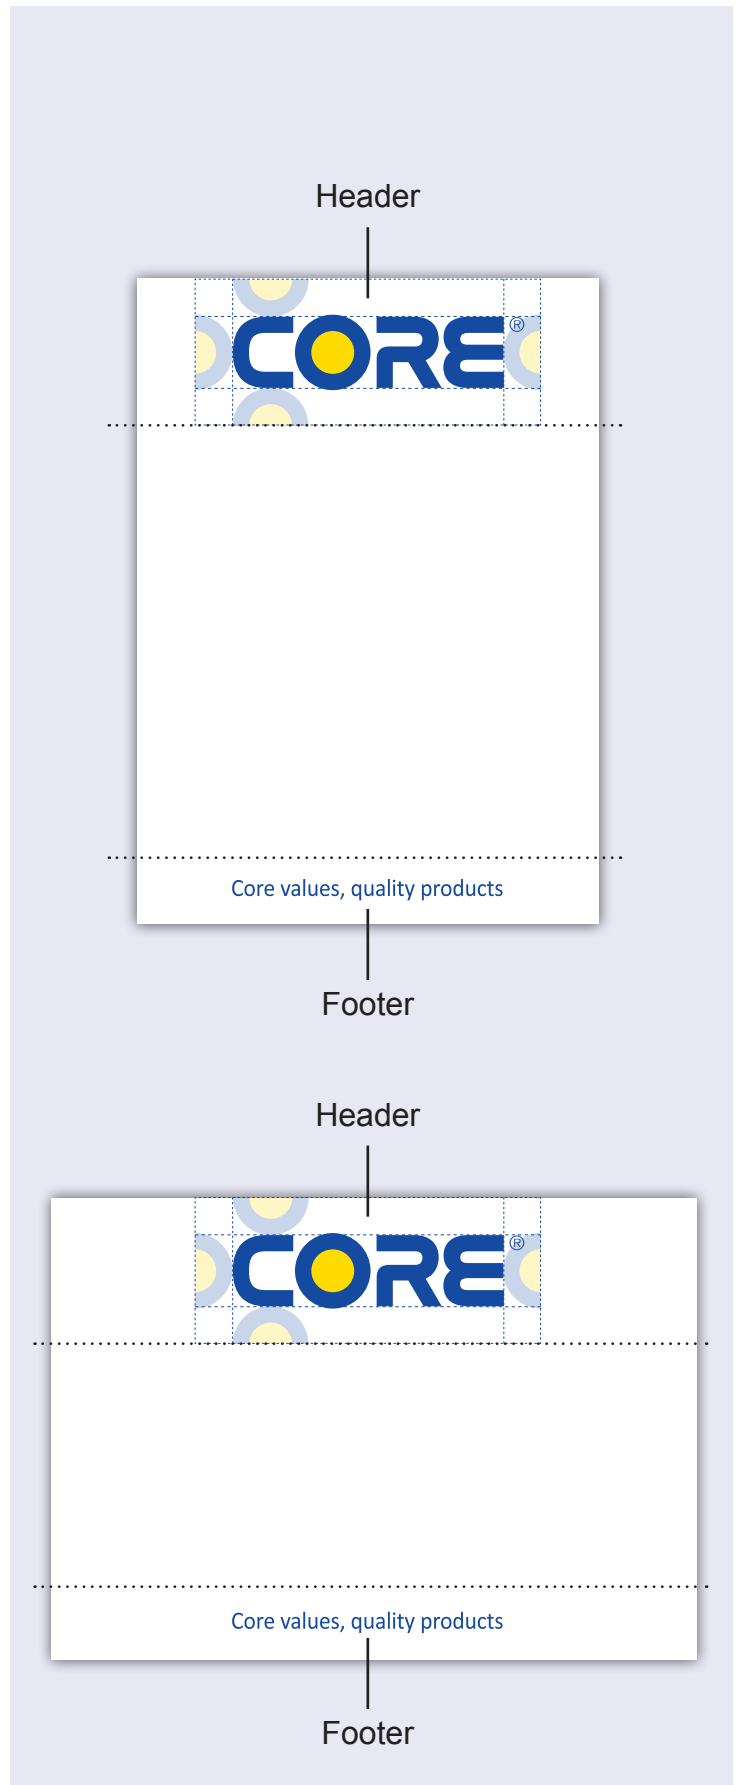 Header
CORE®
Core values, quality products
Footer
Header
CORE®
Core values, quality products
Footer